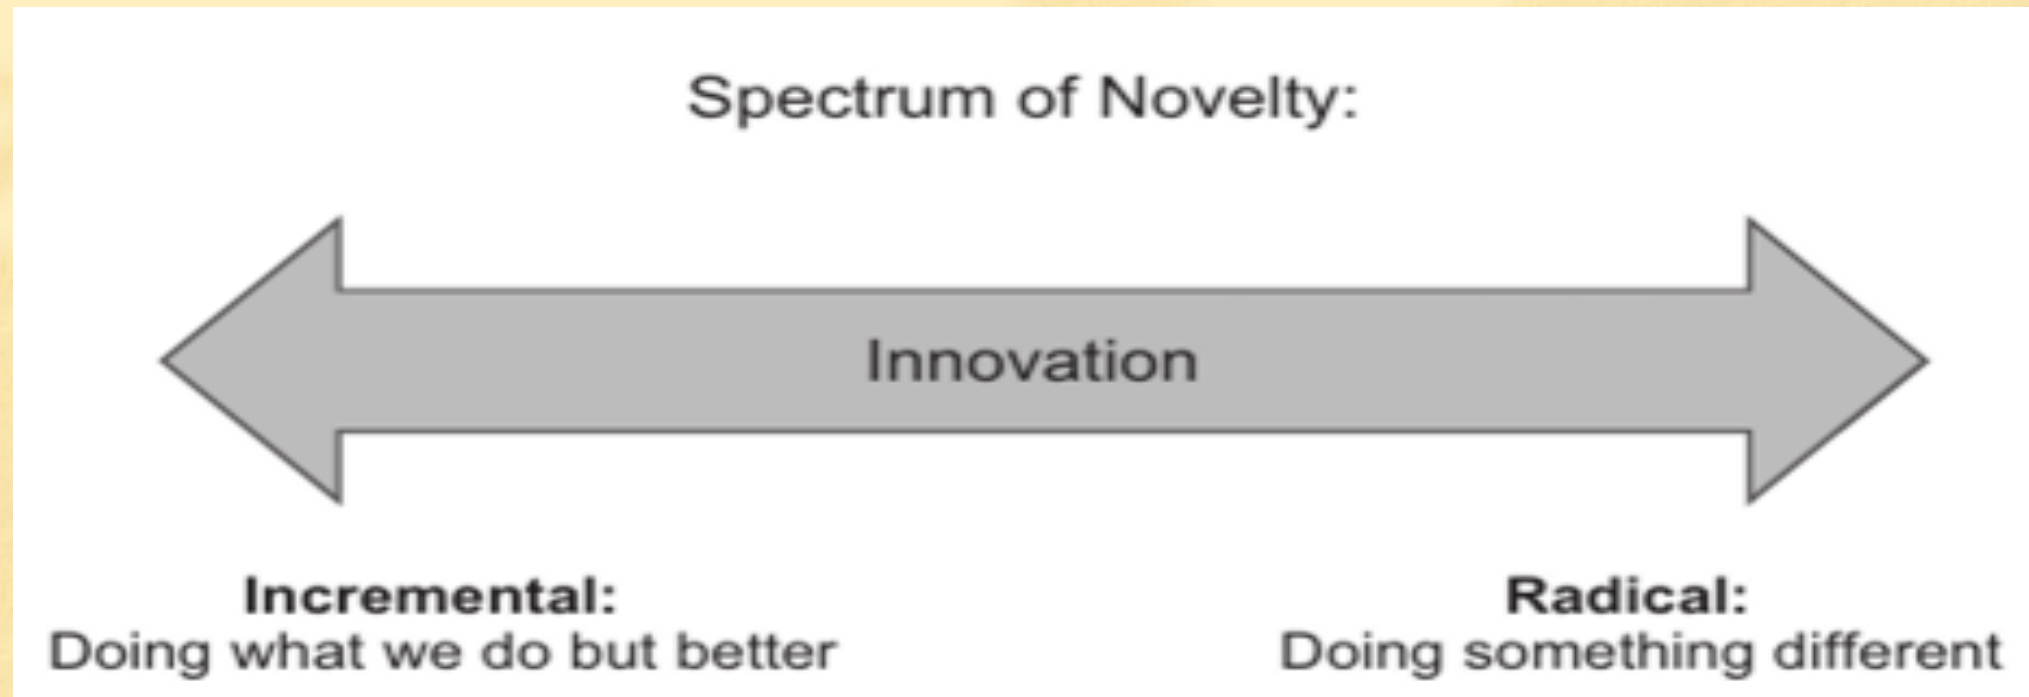 Spectrum of Novelty:
Innovation
Incremental:
Doing what we do but better
Radical:
Doing something different